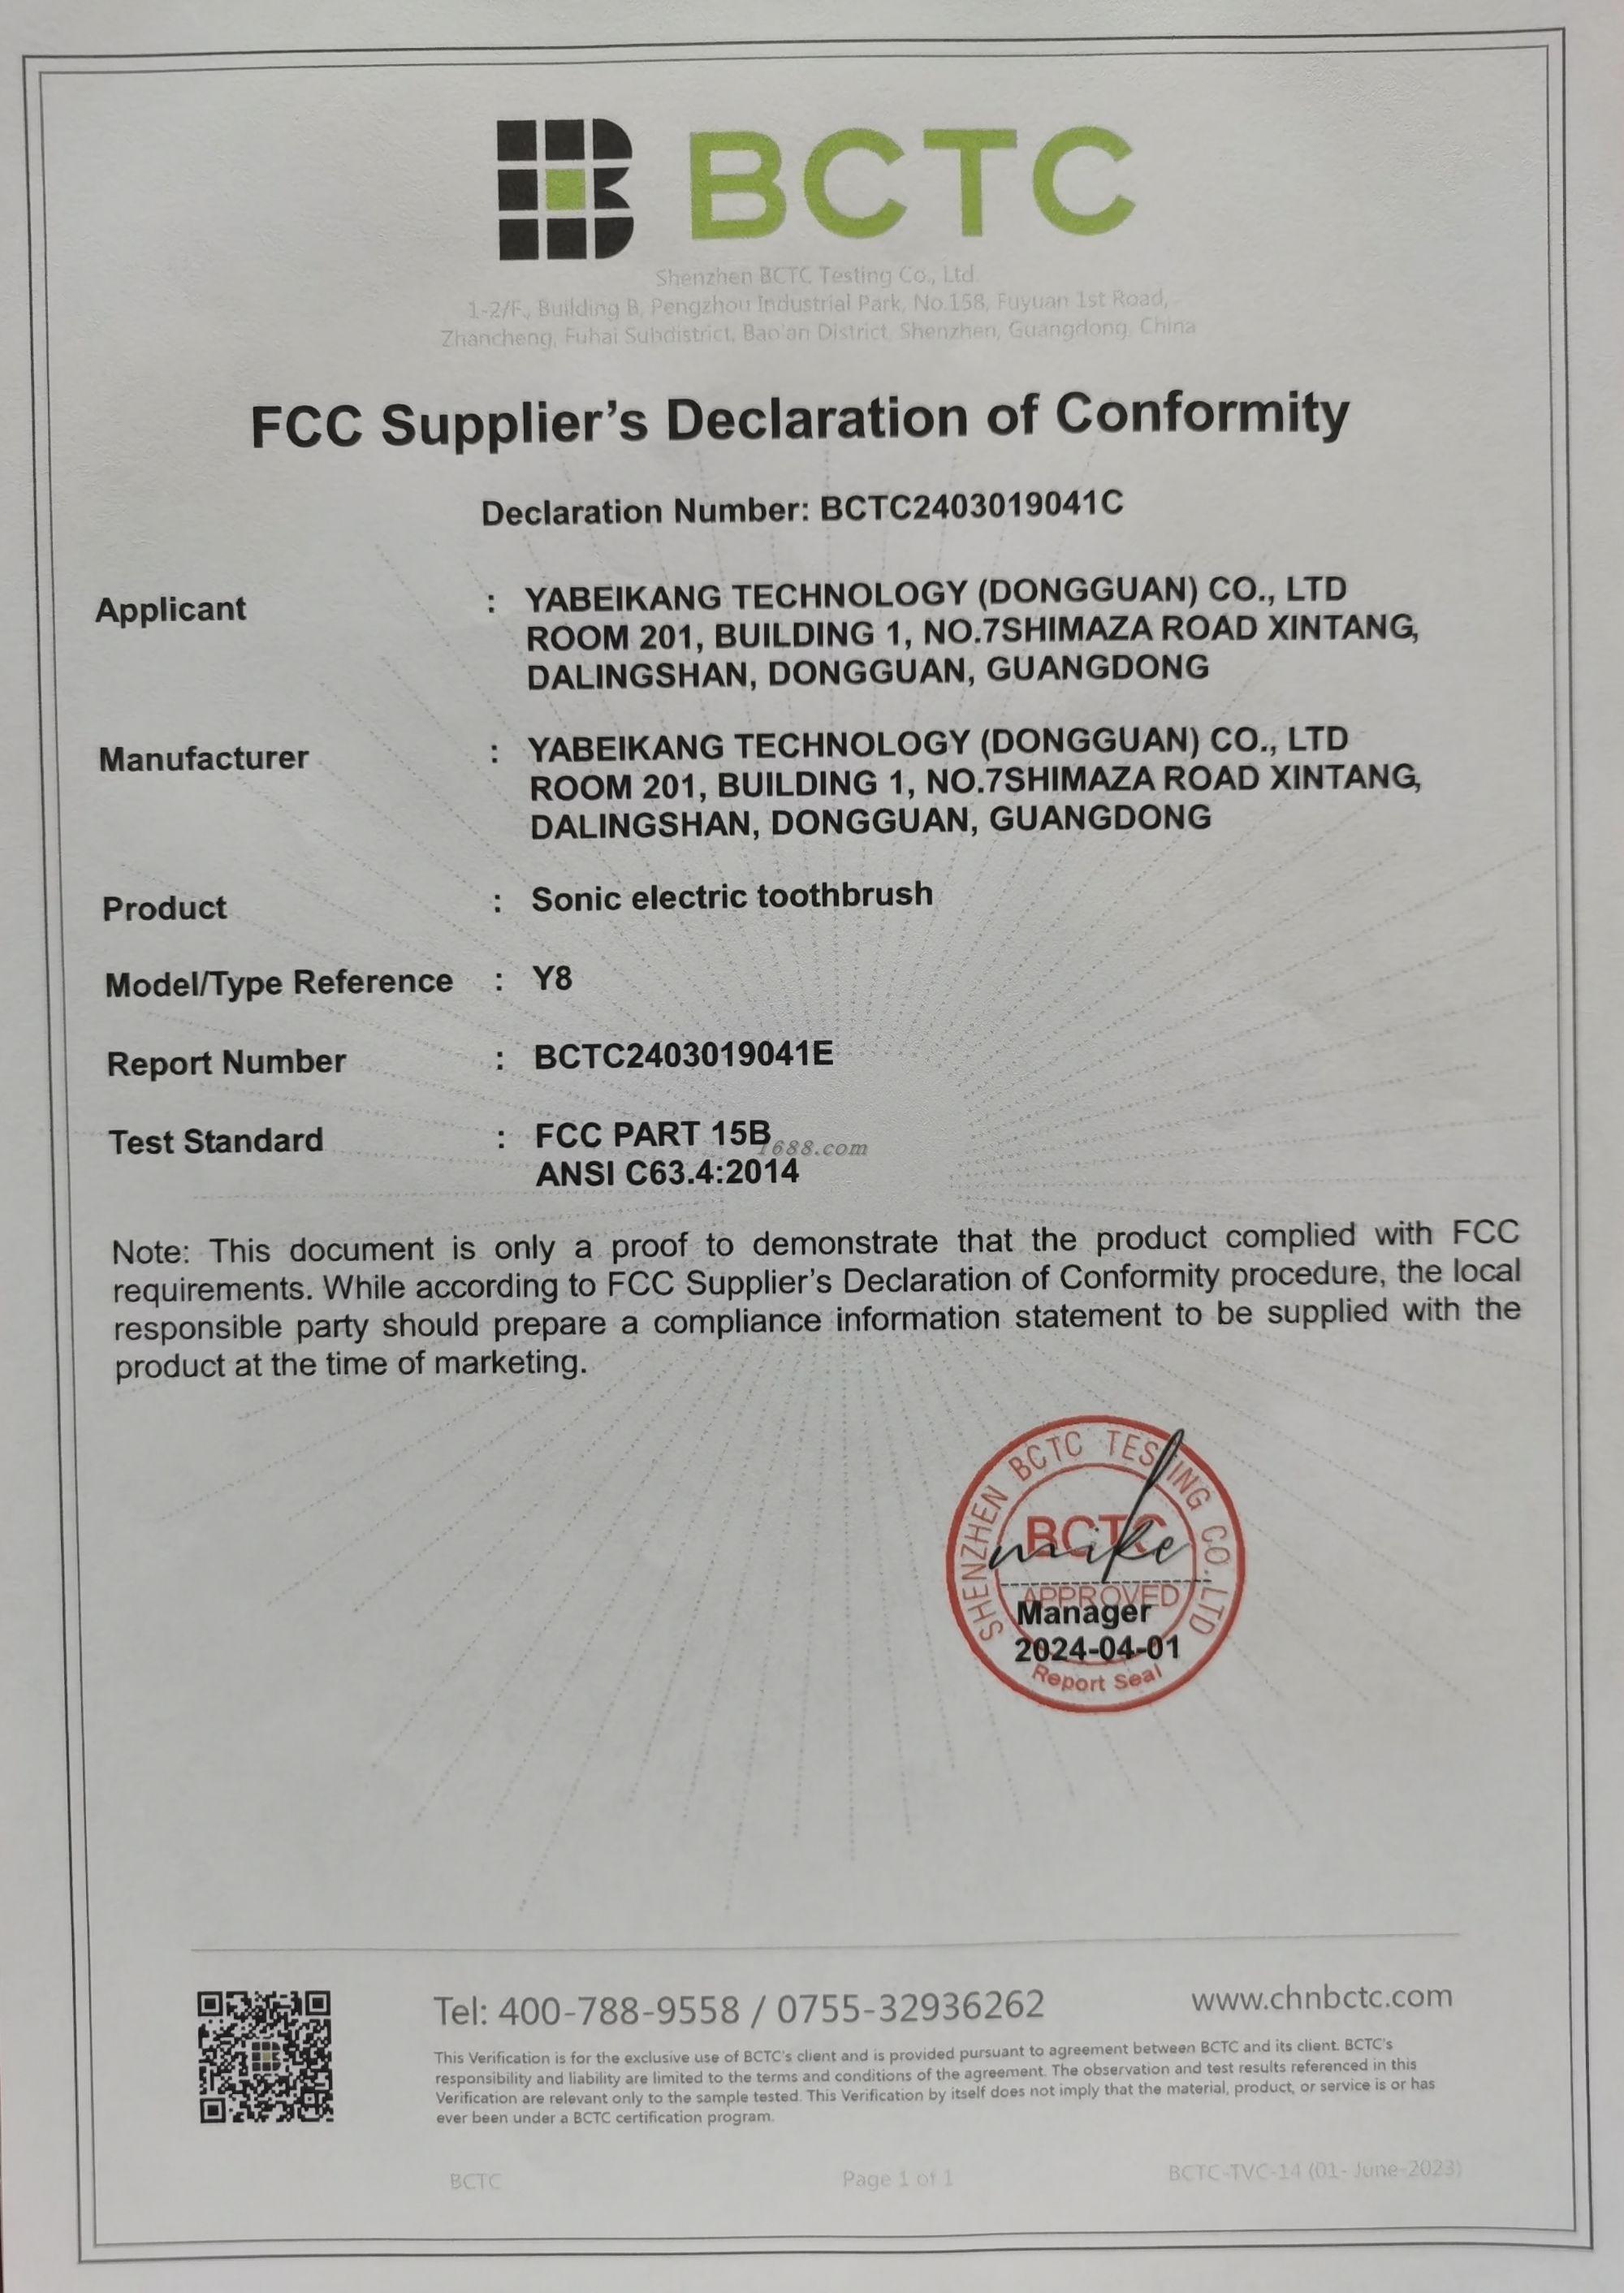 BCTC
Shenzhen BCTC Testing Co., Ltd.
1-2/F., Building B, Pengzhou Industrial Park, No.158, Fuyuan 1st Road,
Zhancheng, Fuhai Subdistrict, Bao'an District, Shenzhen, Guangdong, China
FCC Supplier's Declaration of Conformity
Declaration Number: BCTC2403019041C
Applicant : YABEIKANG TECHNOLOGY (DONGGUAN) CO., LTD
ROOM 201, BUILDING 1, NO.7SHIMAZA ROAD XINTANG,
DALINGSHAN, DONGGUAN, GUANGDONG
Manufacturer : YABEIKANG TECHNOLOGY (DONGGUAN) CO., LTD
ROOM 201, BUILDING 1, NO.7SHIMAZA ROAD XINTANG,
DALINGSHAN, DONGGUAN, GUANGDONG
Product : Sonic electric toothbrush
Model/Type Reference : Y8
Report Number : BCTC2403019041E
Test Standard : FCC PART 15B
1688.com
ANSI C63.4:2014
Note: This document is only a proof to demonstrate that the product complied with FCC
requirements. While according to FCC Supplier's Declaration of Conformity procedure, the local
responsible party should prepare a compliance information statement to be supplied with the
product at the time of marketing.
SHENZHEN BCTC TESTING CO.,LTD
BCTC
mike
APPROVED
Manager
2024-04-01
Report Seal
Tel: 400-788-9558 / 0755-32936262
www.chnbctc.com
This Verification is for the exclusive use of BCTC's client and is provided pursuant to agreement between BCTC and its client. BCTC's
responsibility and liability are limited to the terms and conditions of the agreement. The observation and test results referenced in this
Verification are relevant only to the sample tested. This Verification by itself does not imply that the material, product, or service is or has
ever been under a BCTC certification program.
BCTC
Page 1 of 1
BCTC-TVC-14 (01- June-2023)